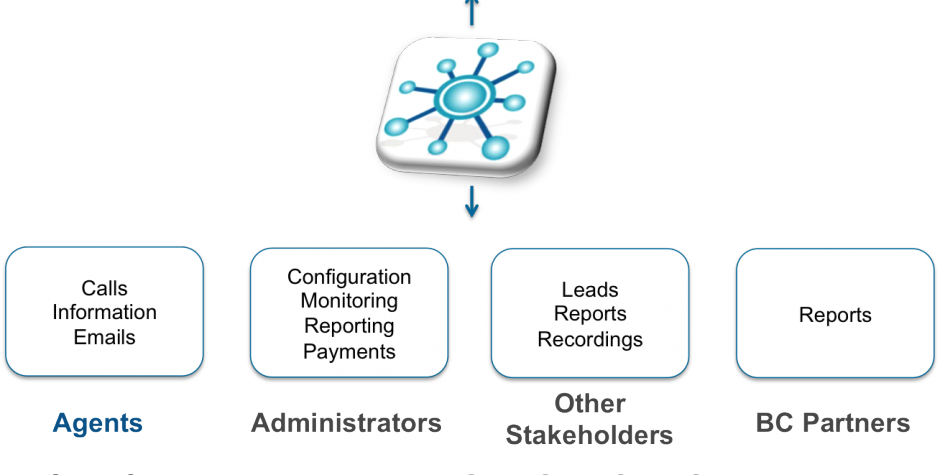 Calls
Information
Emails
Configuration
Monitoring
Reporting
Payments
Leads
Reports
Recordings
Reports
Agents
Administrators
Other
Stakeholders
BC Partners